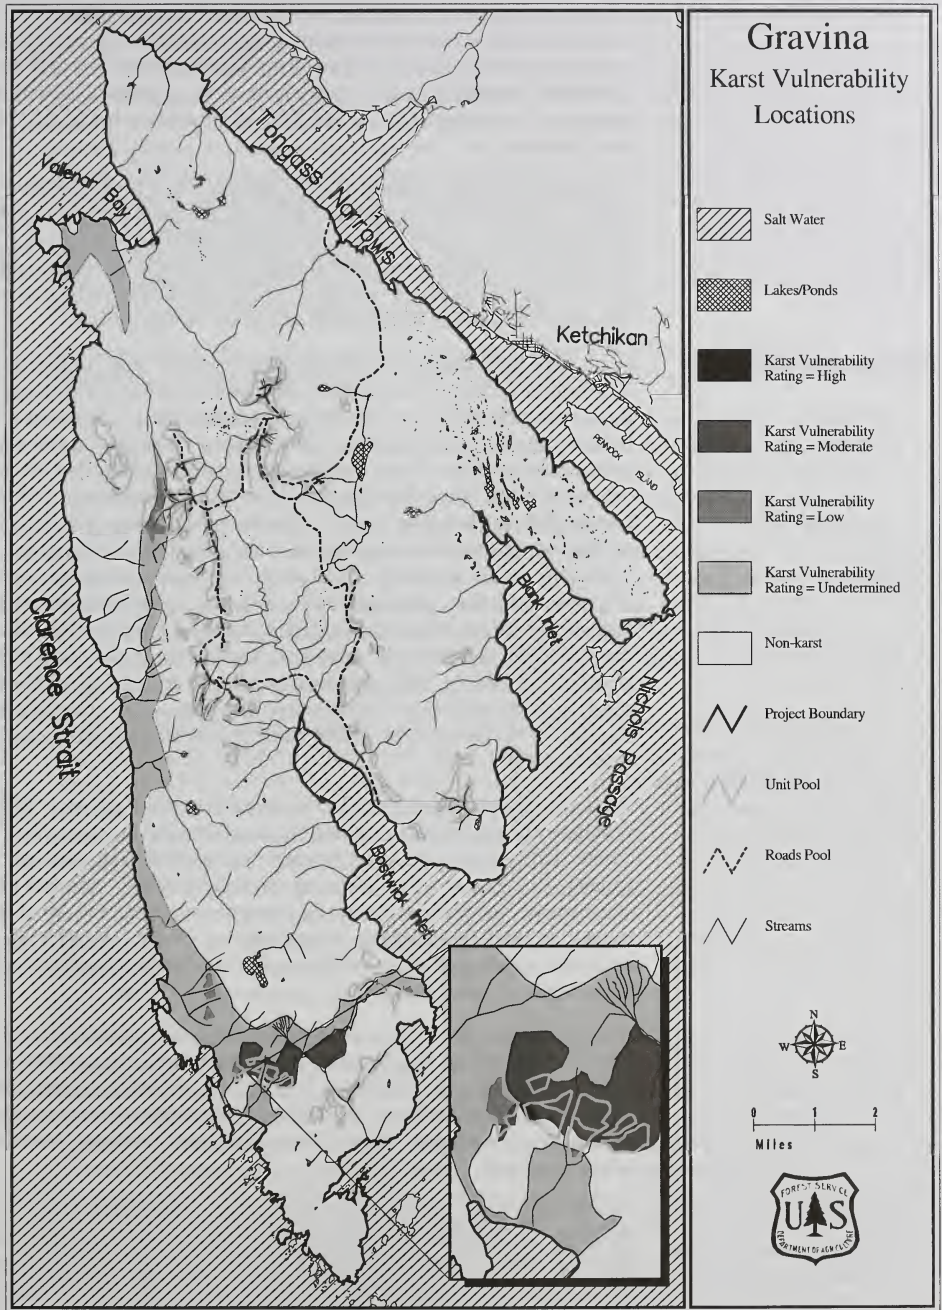 Gravina
Karst Vulnerability
Locations
Salt Water
Lakes/Ponds
Karst Vulnerability
Rating = High
Karst Vulnerability
Rating = Moderate
Karst Vulnerability
Rating = Low
Karst Vulnerability
Rating = Undetermined
Non-karst
Project Boundary
Unit Pool
Roads Pool
Streams
N
W E
S
0 1 2
Miles
FOREST SERVICE
U S
DEPARTMENT OF AGRICULTURE
Vallenar Bay
Tongass Narrows
Ketchikan
PENNOCK
ISLAND
Blank Inlet
Clarence Strait
Nichols Passage
Bostwick Inlet